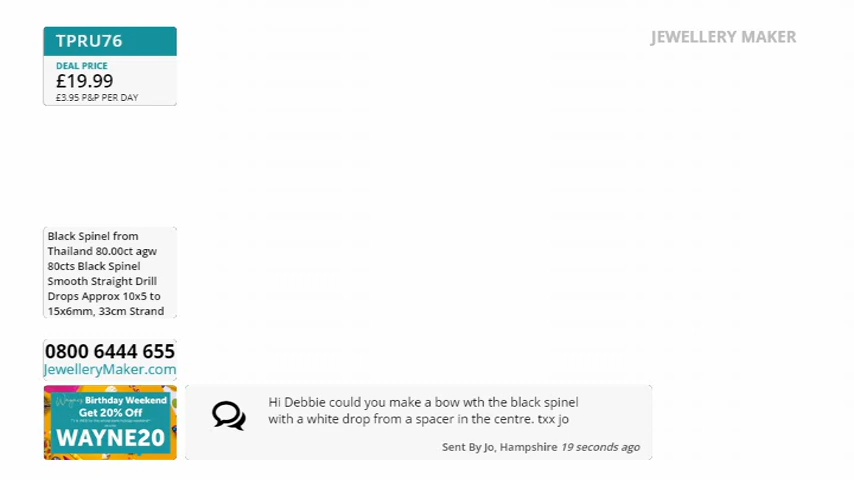 TPRU76
JEWELLERY MAKER
DEAL PRICE
£19.99
£3.95 P&P PER DAY
Black Spinel from
Thailand 80.00ct agw
80cts Black Spinel
Smooth Straight Drill
Drops Approx 10x5 to
15x6mm, 33cm Strand
0800 6444 655
JewelleryMaker.com
Wayne's Birthday Weekend
Get 20% Off
WAYNE20
Hi Debbie could you make a bow wth the black spinel
with a white drop from a spacer in the centre. txx jo
Sent By Jo, Hampshire 19 seconds ago